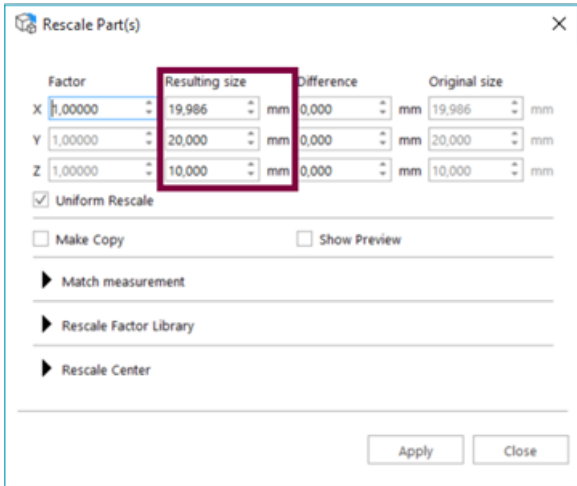 Rescale Part(s)
Factor Resulting size Difference Original size
X 1,00000 19,986 mm 0,000 mm 19,986 mm
Y 1,00000 20,000 mm 0,000 mm 20,000 mm
Z 1,00000 10,000 mm 0,000 mm 10,000 mm
Uniform Rescale
Make Copy Show Preview
Match measurement
Rescale Factor Library
Rescale Center
Apply Close